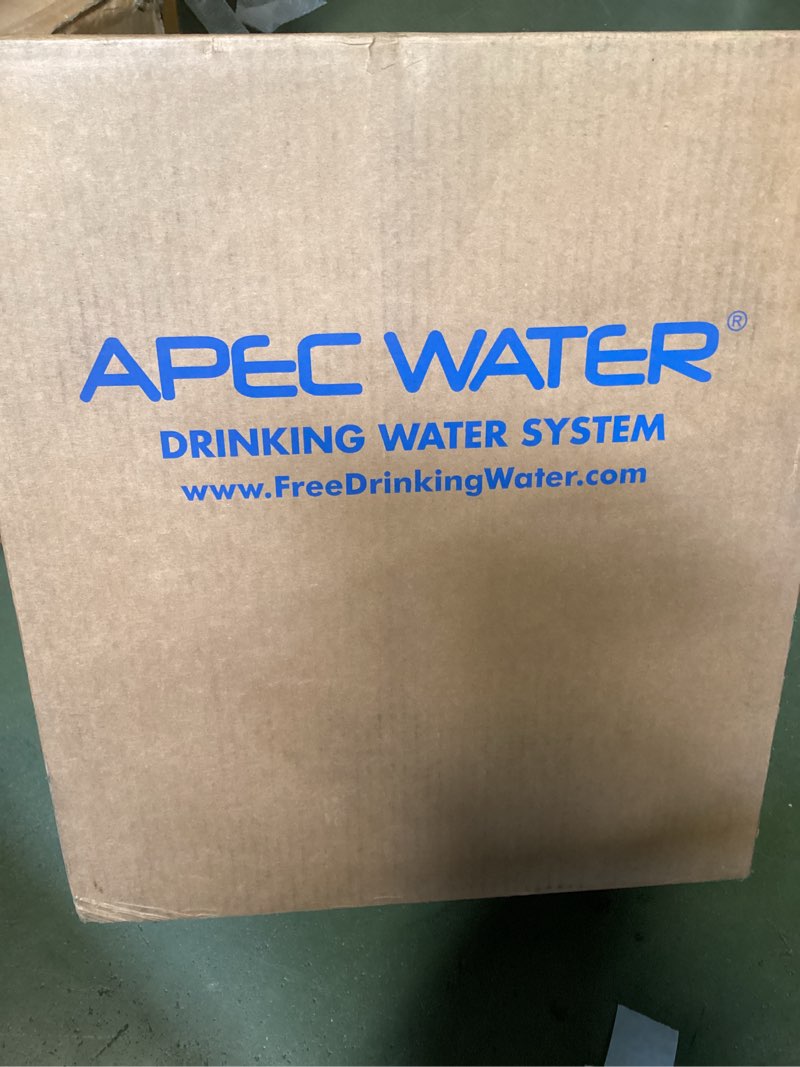 APEC WATER®
DRINKING WATER SYSTEM
www.FreeDrinkingWater.com